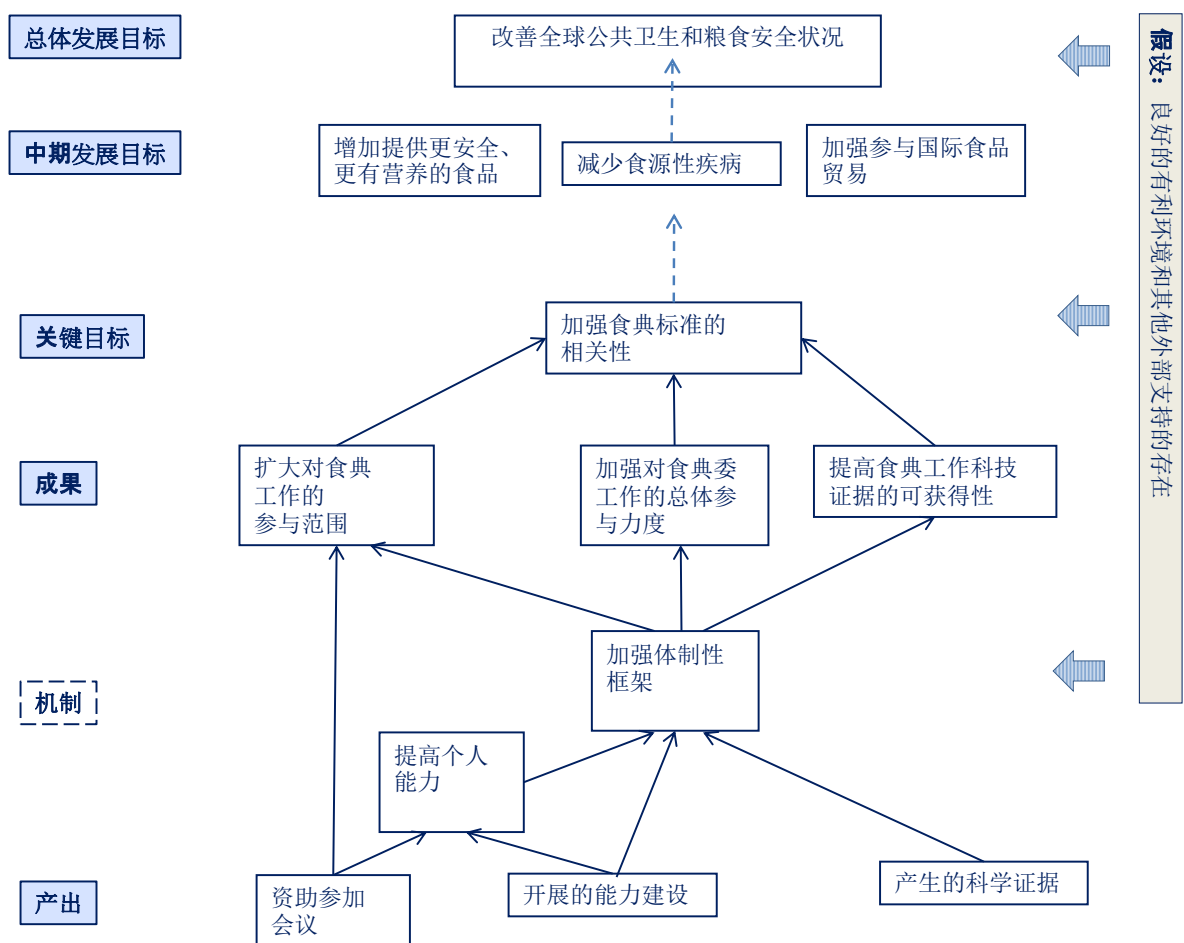 总体发展目标
改善全球公共卫生和粮食安全状况
中期发展目标
增加提供更安全、
更有营养的食品
减少食源性疾病
加强参与国际食品
贸易
关键目标
加强食典标准的
相关性
成果
扩大对食典
工作的
参与范围
加强对食典委
工作的总体参
与力度
提高食典工作科技
证据的可获得性
机制
加强体制性
框架
提高个人
能力
产出
资助参加
会议
开展的能力建设
产生的科学证据
假设：良好的有利环境和其他外部支持的存在